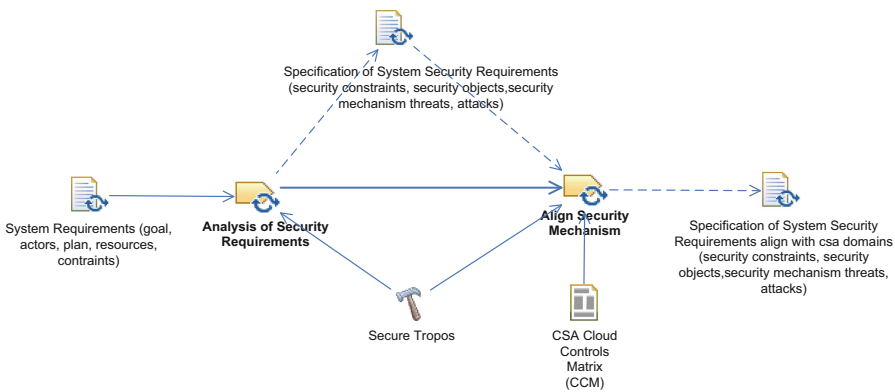 Specification of System Security Requirements
(security constraints, security objects,security
mechanism threats, attacks)
System Requirements (goal,
actors, plan, resources,
contraints)
Analysis of Security
Requirements
Align Security
Mechanism
Specification of System Security
Requirements align with csa domains
(security constraints, security
objects,security mechanism threats,
attacks)
Secure Tropos
CSA Cloud
Controls
Matrix
(CCM)